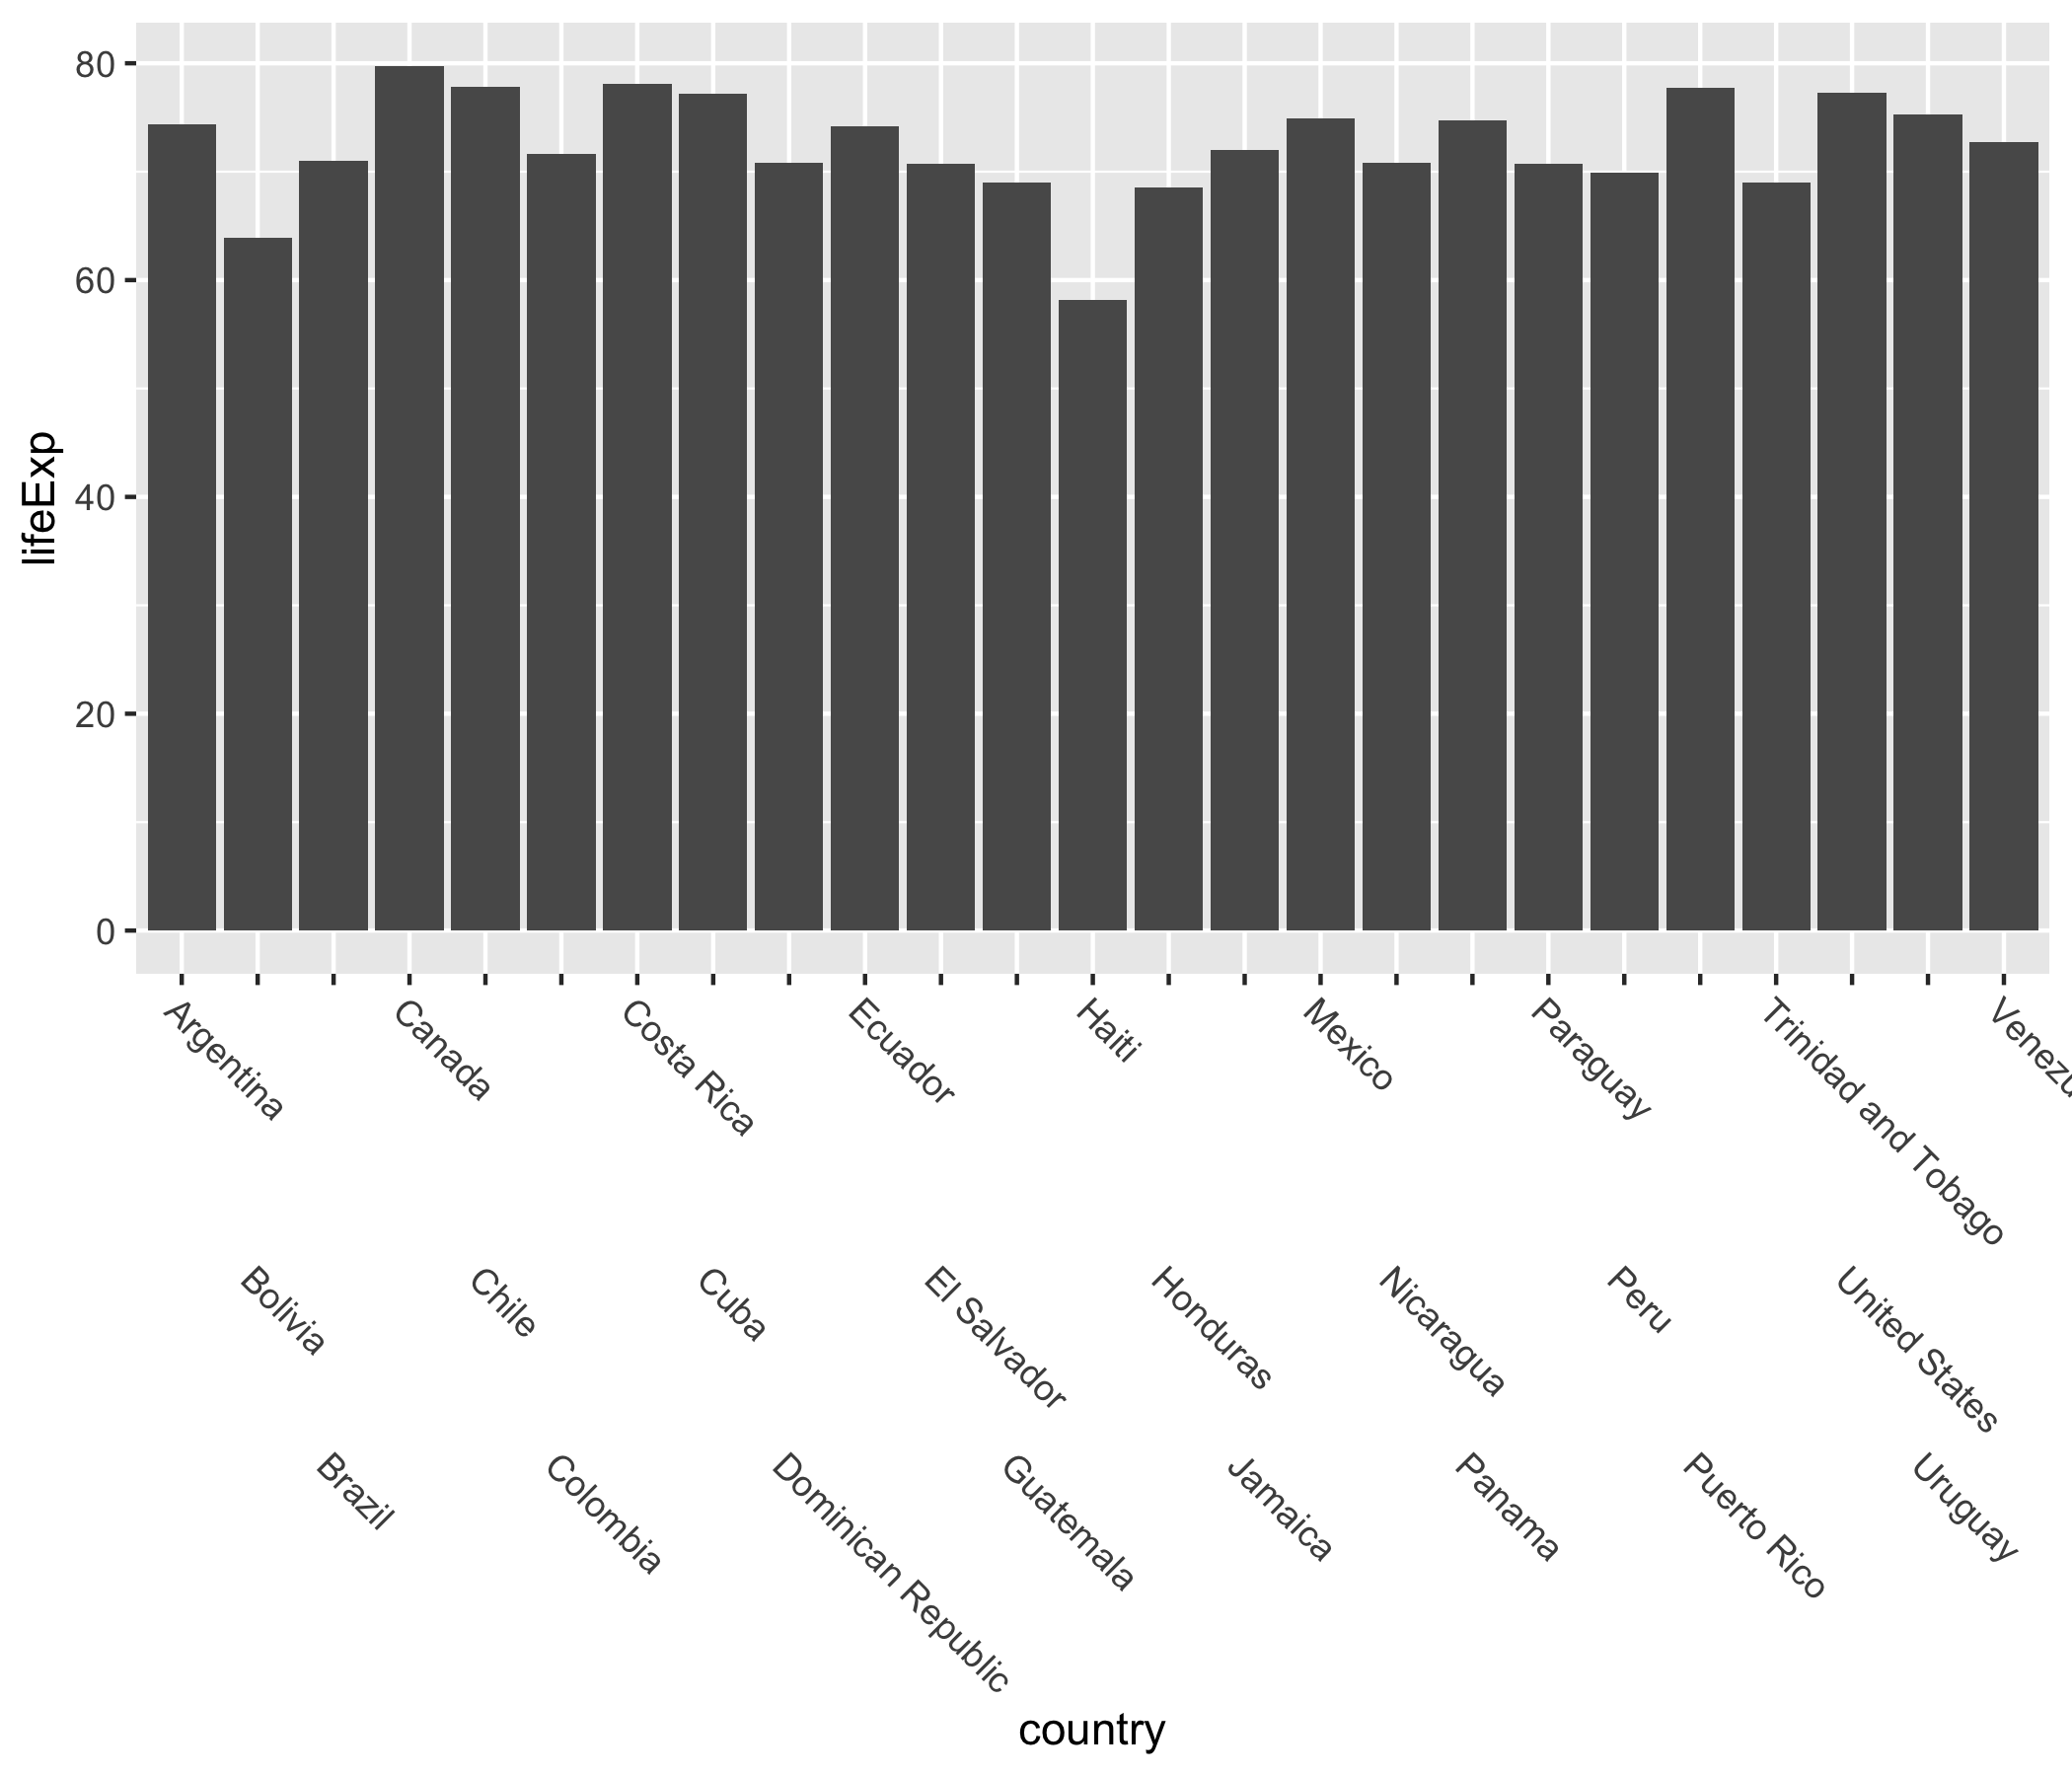 lifeExp
80
60
40
20
0
Argentina
Canada
Costa Rica
Ecuador
Haiti
Mexico
Paraguay
Trinidad and Tobago
Bolivia
Chile
Cuba
El Salvador
Honduras
Nicaragua
Peru
United States
Brazil
Colombia
Dominican Republic
Guatemala
Jamaica
Panama
Puerto Rico
Uruguay
country